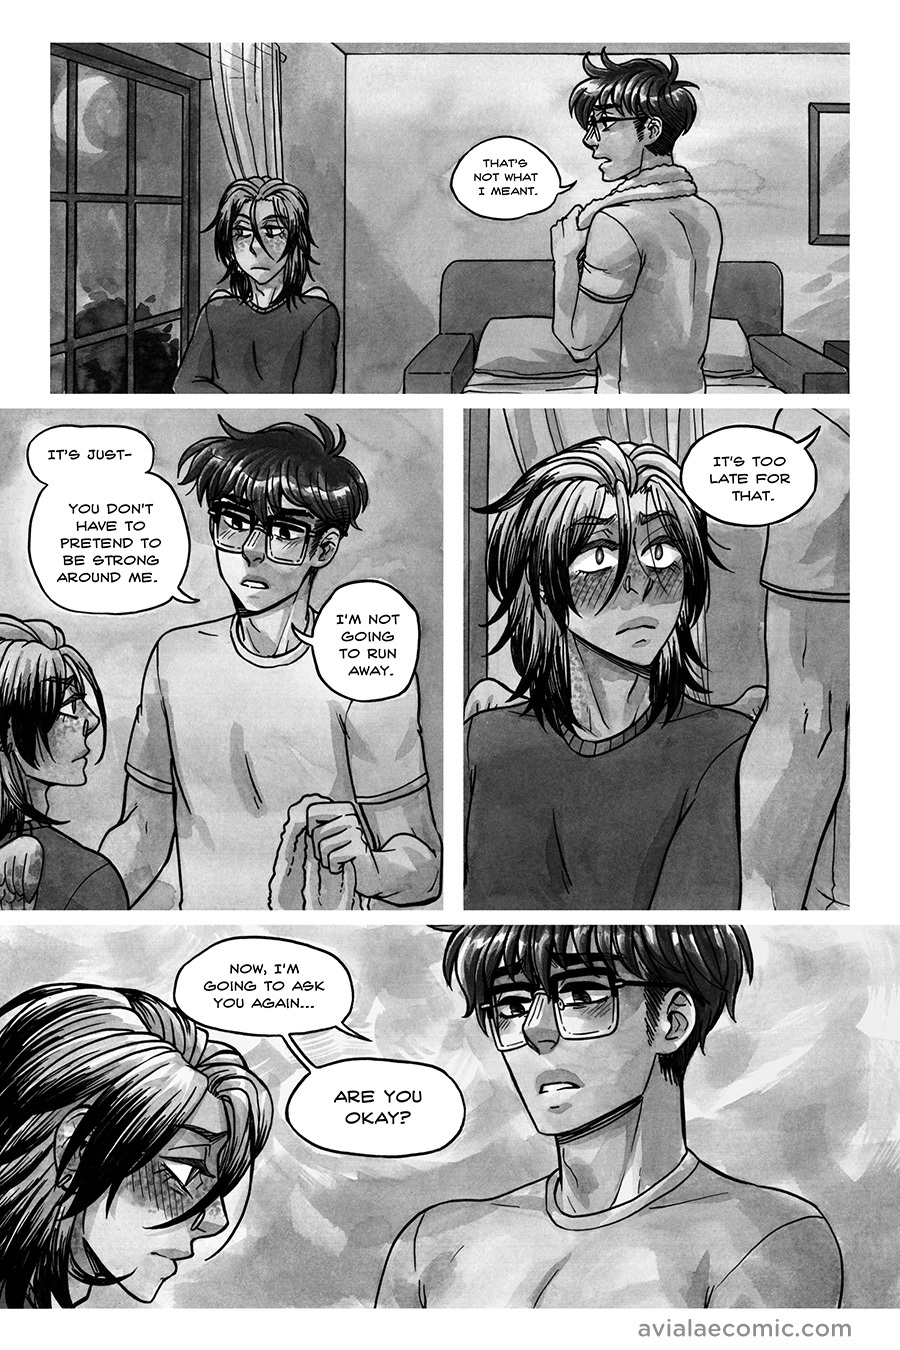 THAT'S
NOT WHAT
I MEANT.
IT'S JUST-
YOU DON'T
HAVE TO
PRETEND TO
BE STRONG
AROUND ME.
I'M NOT
GOING
TO RUN
AWAY.
IT'S TOO
LATE FOR
THAT.
NOW, I'M
GOING TO ASK
YOU AGAIN...
ARE YOU
OKAY?
avialaecomic.com